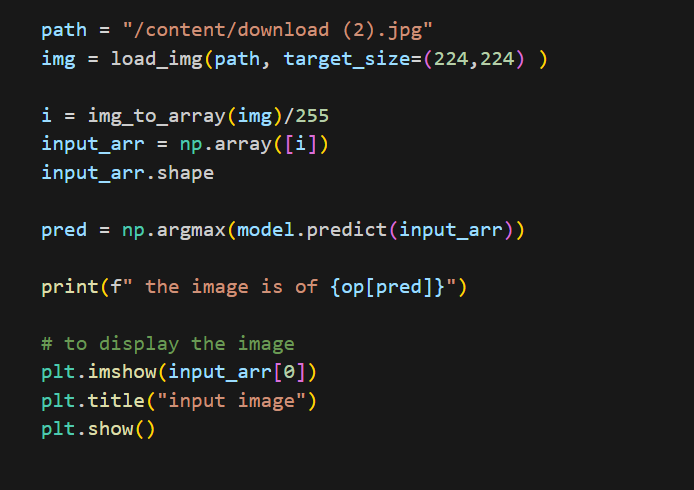 path = "/content/download (2).jpg"
img = load_img(path, target_size=(224,224) )
i = img_to_array(img)/255
input_arr = np.array([i])
input_arr.shape
pred = np.argmax(model.predict(input_arr))
print(f" the image is of {op[pred]}")
# to display the image
plt.imshow(input_arr[0])
plt.title("input image")
plt.show()